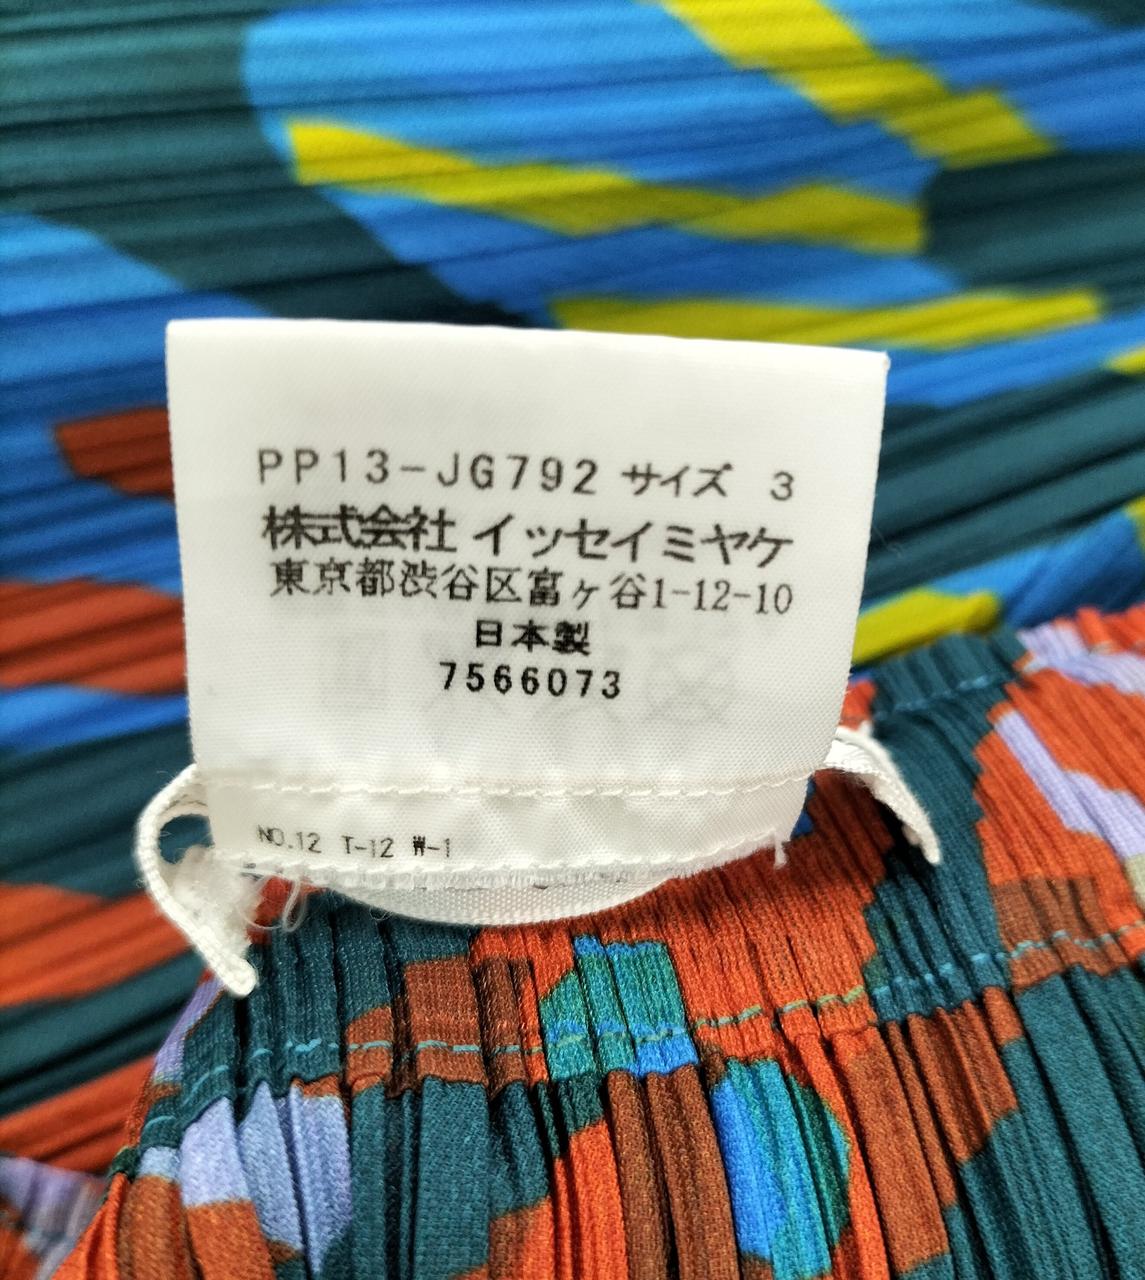 PP13-JG792 サイズ 3
株式会社 イッセイミヤケ
東京都渋谷区富ヶ谷1-12-10
日本製
7566073
NO.12 T-12 W-1